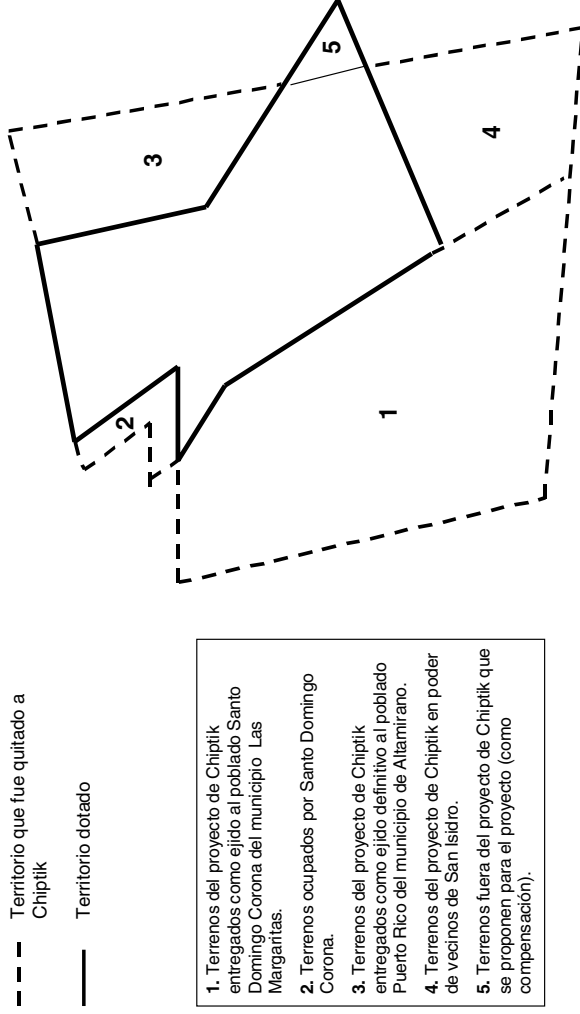 Territorio que fue quitado a
Chiptik
Territorio dotado
1. Terrenos del proyecto de Chiptik
entregados como ejido al poblado Santo
Domingo Corona del municipio Las
Margaritas.
2. Terrenos ocupados por Santo Domingo
Corona.
3. Terrenos del proyecto de Chiptik
entregados como ejido definitivo al poblado
Puerto Rico del municipio de Altamirano.
4. Terrenos del proyecto de Chiptik en poder
de vecinos de San Isidro.
5. Terrenos fuera del proyecto de Chiptik que
se proponen para el proyecto (como
compensación).
1
2
3
4
5